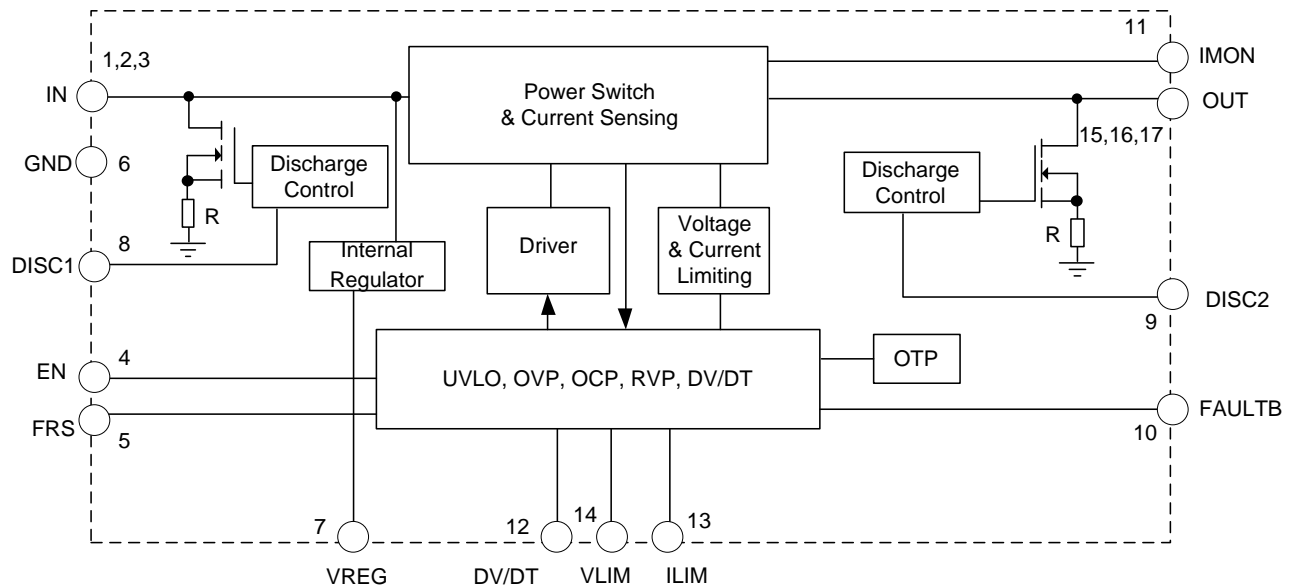 11
IMON
1,2,3
IN
Power Switch
& Current Sensing
OUT
15,16,17
GND
6
Discharge
Control
Discharge
Control
R
8
DISC1
Internal
Regulator
Driver
Voltage
& Current
Limiting
R
DISC2
9
EN
4
UVLO, OVP, OCP, RVP, DV/DT
OTP
FRS
5
FAULTB
10
7
12
14
13
VREG
DV/DT
VLIM
ILIM